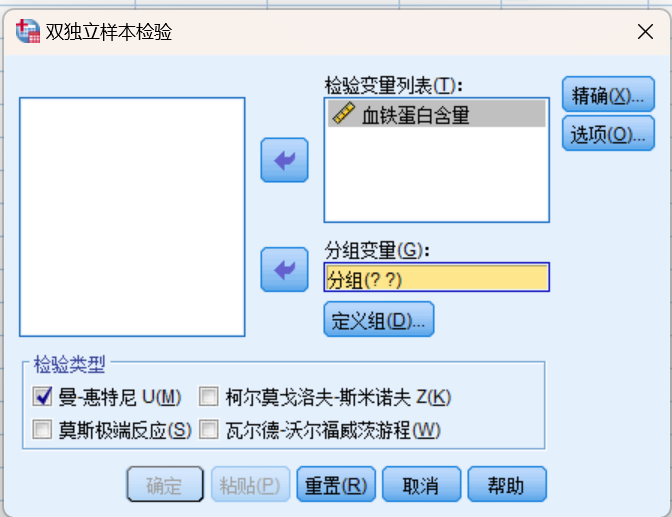 双独立样本检验
检验变量列表(T):
血铁蛋白含量
精确(X)...
选项(O)...
分组变量(G):
分组(? ?)
定义组(D)...
检验类型
曼-惠特尼 U(M) 柯尔莫戈洛夫-斯米诺夫 Z(K)
莫斯极端反应(S) 瓦尔德-沃尔福威茨游程(W)
确定 粘贴(P) 重置(R) 取消 帮助